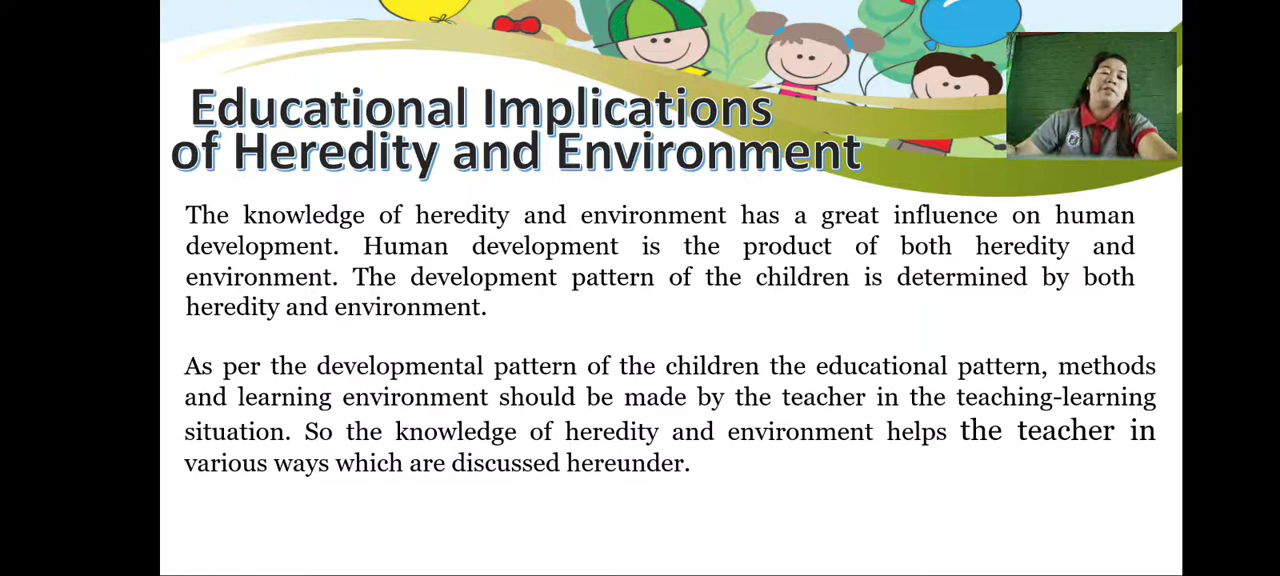 Educational Implications
of Heredity and Environment
The knowledge of heredity and environment has a great influence on human
development. Human development is the product of both heredity and
environment. The development pattern of the children is determined by both
heredity and environment.
As per the developmental pattern of the children the educational pattern, methods
and learning environment should be made by the teacher in the teaching-learning
situation. So the knowledge of heredity and environment helps the teacher in
various ways which are discussed hereunder.